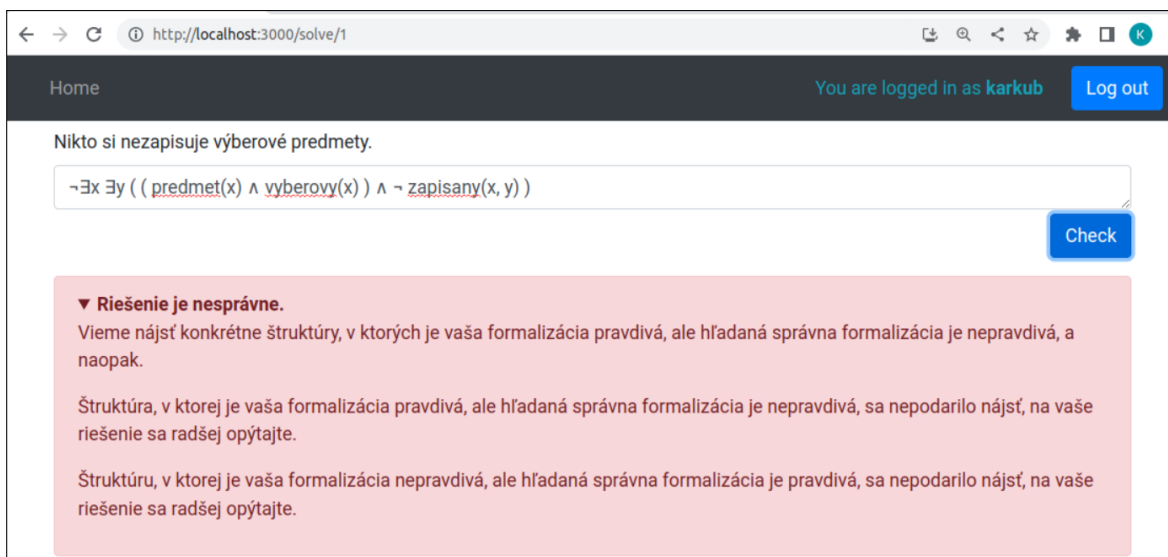 http://localhost:3000/solve/1
K
Home
You are logged in as karkub
Log out
Nikto si nezapisuje výberové predmety.
¬∃x ∃y ( ( predmet(x) ∧ vyberovy(x) ) ∧ ¬ zapisany(x, y) )
Check
▼ Riešenie je nesprávne.
Vieme nájsť konkrétne štruktúry, v ktorých je vaša formalizácia pravdivá, ale hľadaná správna formalizácia je nepravdivá, a
naopak.
Štruktúra, v ktorej je vaša formalizácia pravdivá, ale hľadaná správna formalizácia je nepravdivá, sa nepodarilo nájsť, na vaše
riešenie sa radšej opýtajte.
Štruktúru, v ktorej je vaša formalizácia nepravdivá, ale hľadaná správna formalizácia je pravdivá, sa nepodarilo nájsť, na vaše
riešenie sa radšej opýtajte.